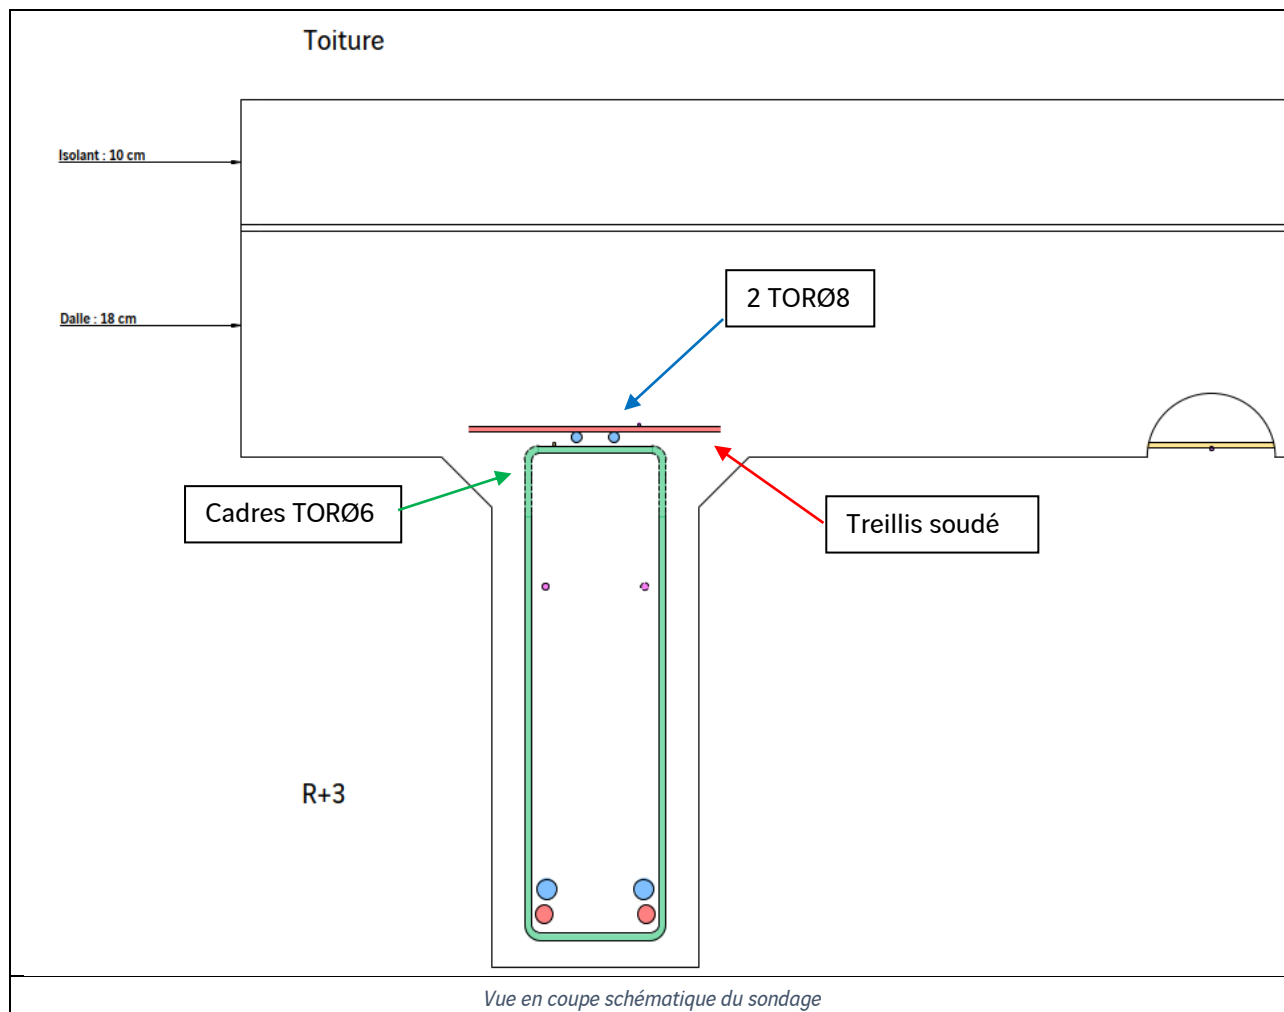 Toiture
Isolant : 10 cm
2 TORØ8
Dalle : 18 cm
Cadres TORØ6
Treillis soudé
R+3
Vue en coupe schématique du sondage